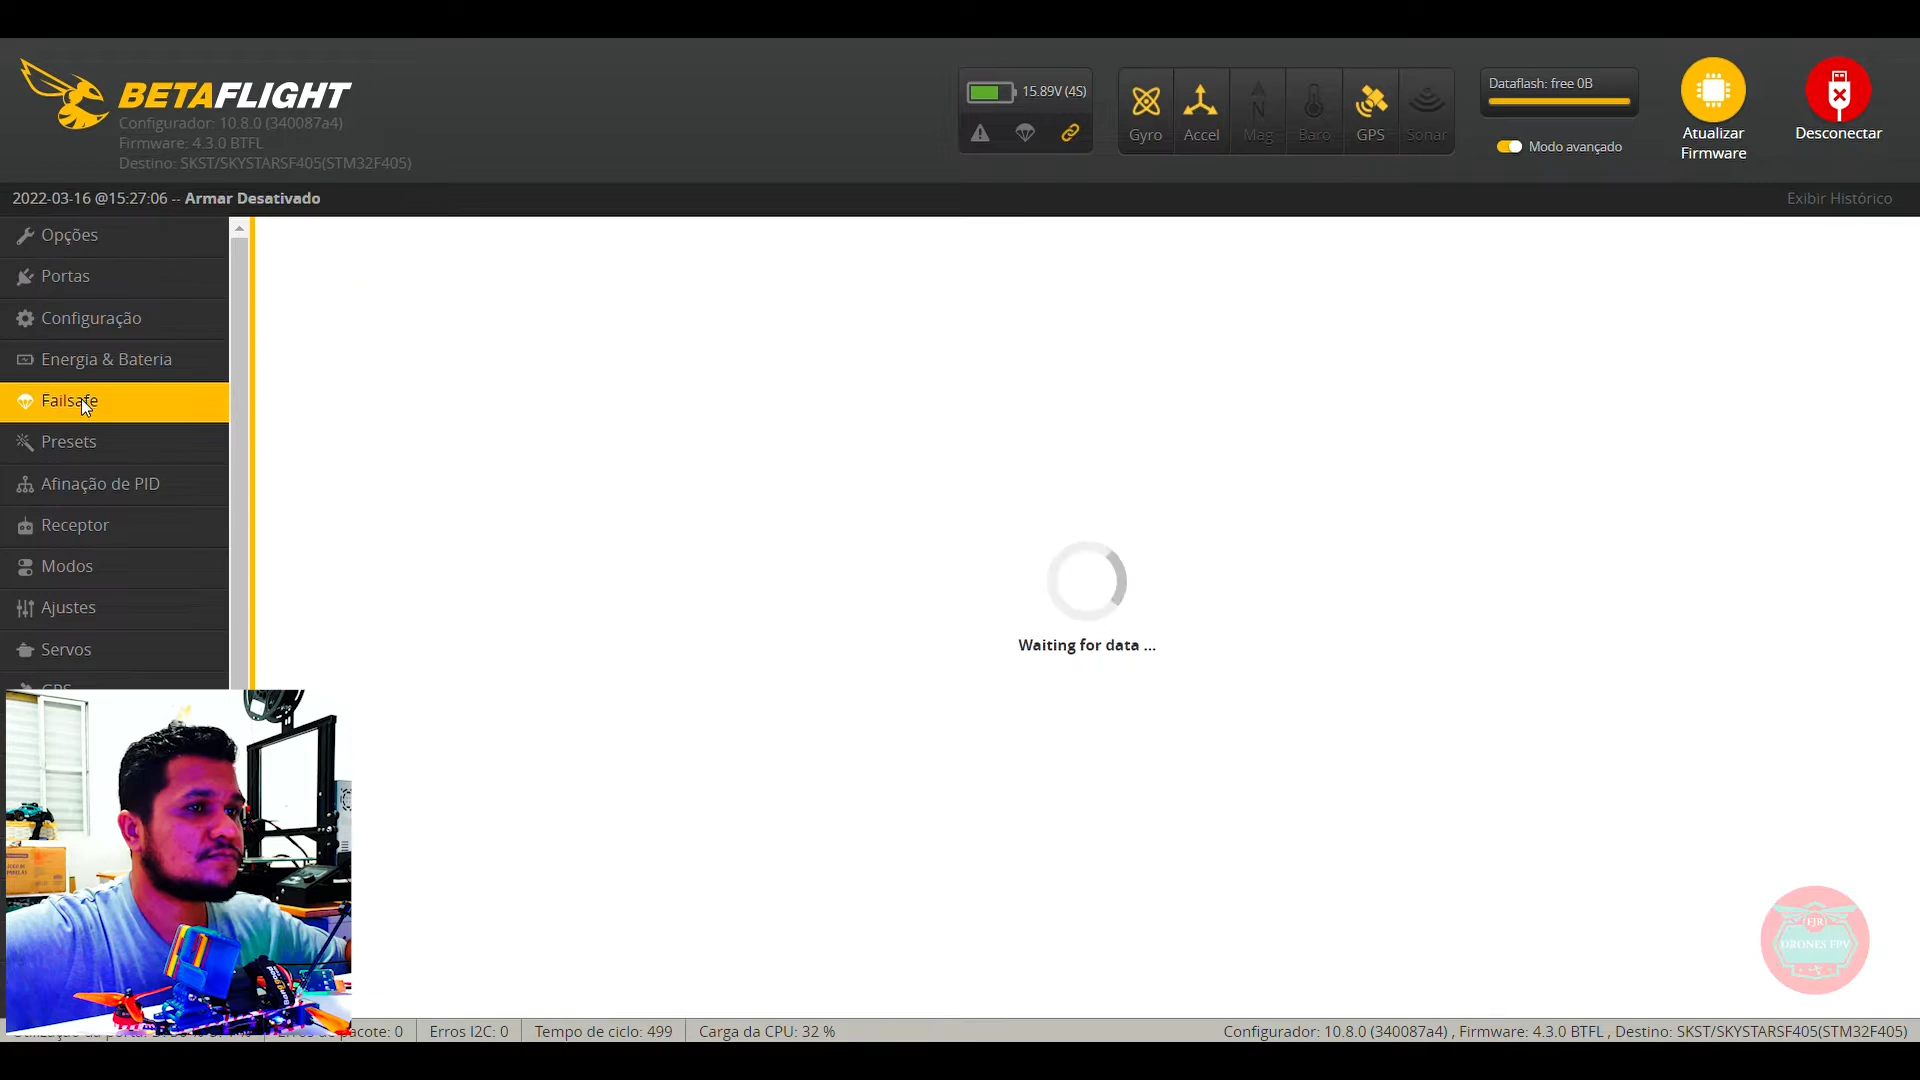 BETAFLIGHT
Configurador: 10.8.0 (340087a4)
Firmware: 4.3.0 BTFL
Destino: SKST/SKYSTARSF405(STM32F405)
15.89V (4S)
Gyro
Accel
Mag
Baro
GPS
Sonar
Dataflash: free 0B
Modo avançado
Atualizar
Firmware
Desconectar
2022-03-16 @15:27:06 -- Armar Desativado
Exibir Histórico
Opções
Portas
Configuração
Energia & Bateria
Failsafe
Presets
Afinação de PID
Receptor
Modos
Ajustes
Servos
GPS
Waiting for data ...
FJR
DRONES FPV
pacote: 0
Erros I2C: 0
Tempo de ciclo: 499
Carga da CPU: 32 %
Configurador: 10.8.0 (340087a4) , Firmware: 4.3.0 BTFL , Destino: SKST/SKYSTARSF405(STM32F405)